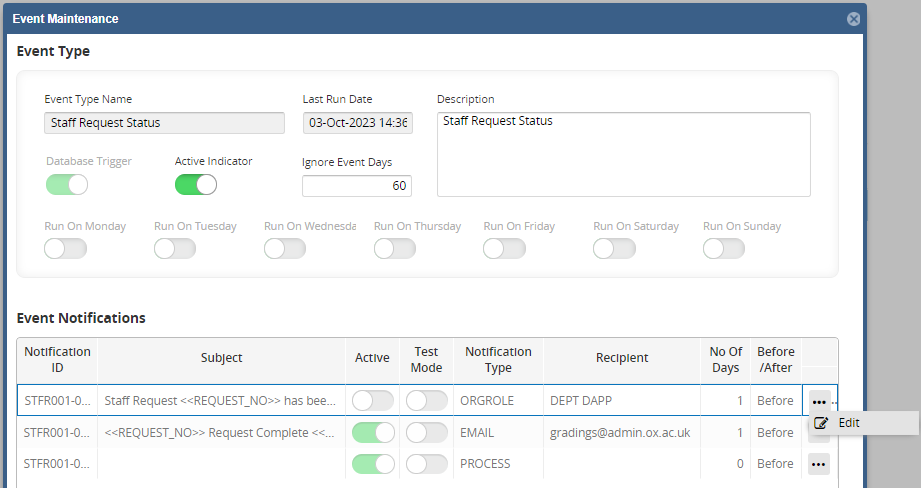 Event Maintenance
Event Type
Event Type Name
Last Run Date
Description
Staff Request Status
03-Oct-2023 14:36
Staff Request Status
Database Trigger
Active Indicator
Ignore Event Days
60
Run On Monday
Run On Tuesday
Run On Wednesda
Run On Thursday
Run On Friday
Run On Saturday
Run On Sunday
Event Notifications
Notification ID
Subject
Active
Test Mode
Notification Type
Recipient
No Of Days
Before /After
STFR001-0... Staff Request <<REQUEST_NO>> has bee... ORGROLE DEPT DAPP 1 Before
Edit
STFR001-0... <<REQUEST_NO>> Request Complete <<... EMAIL gradings@admin.ox.ac.uk 1 Before
STFR001-0... PROCESS 0 Before